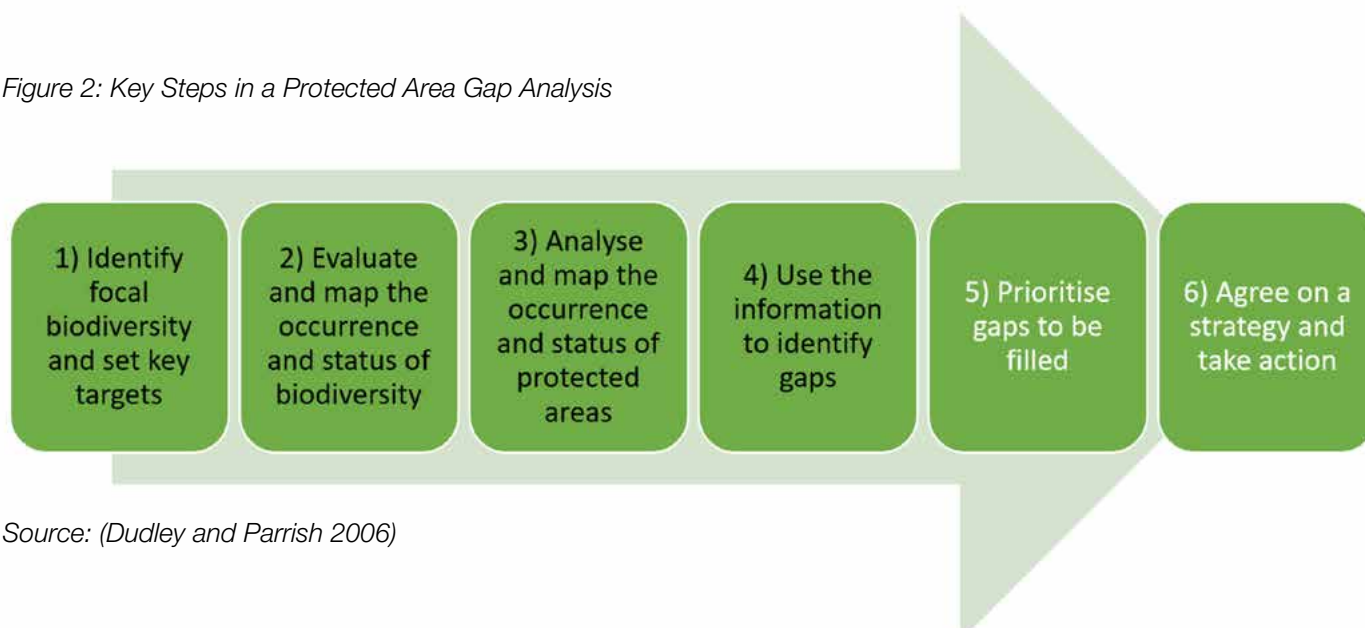 Figure 2: Key Steps in a Protected Area Gap Analysis
1) Identify
focal
biodiversity
and set key
targets
2) Evaluate
and map the
occurrence
and status of
biodiversity
3) Analyse
and map the
occurrence
and status of
protected
areas
4) Use the
information
to identify
gaps
5) Prioritise
gaps to be
filled
6) Agree on a
strategy and
take action
Source: (Dudley and Parrish 2006)